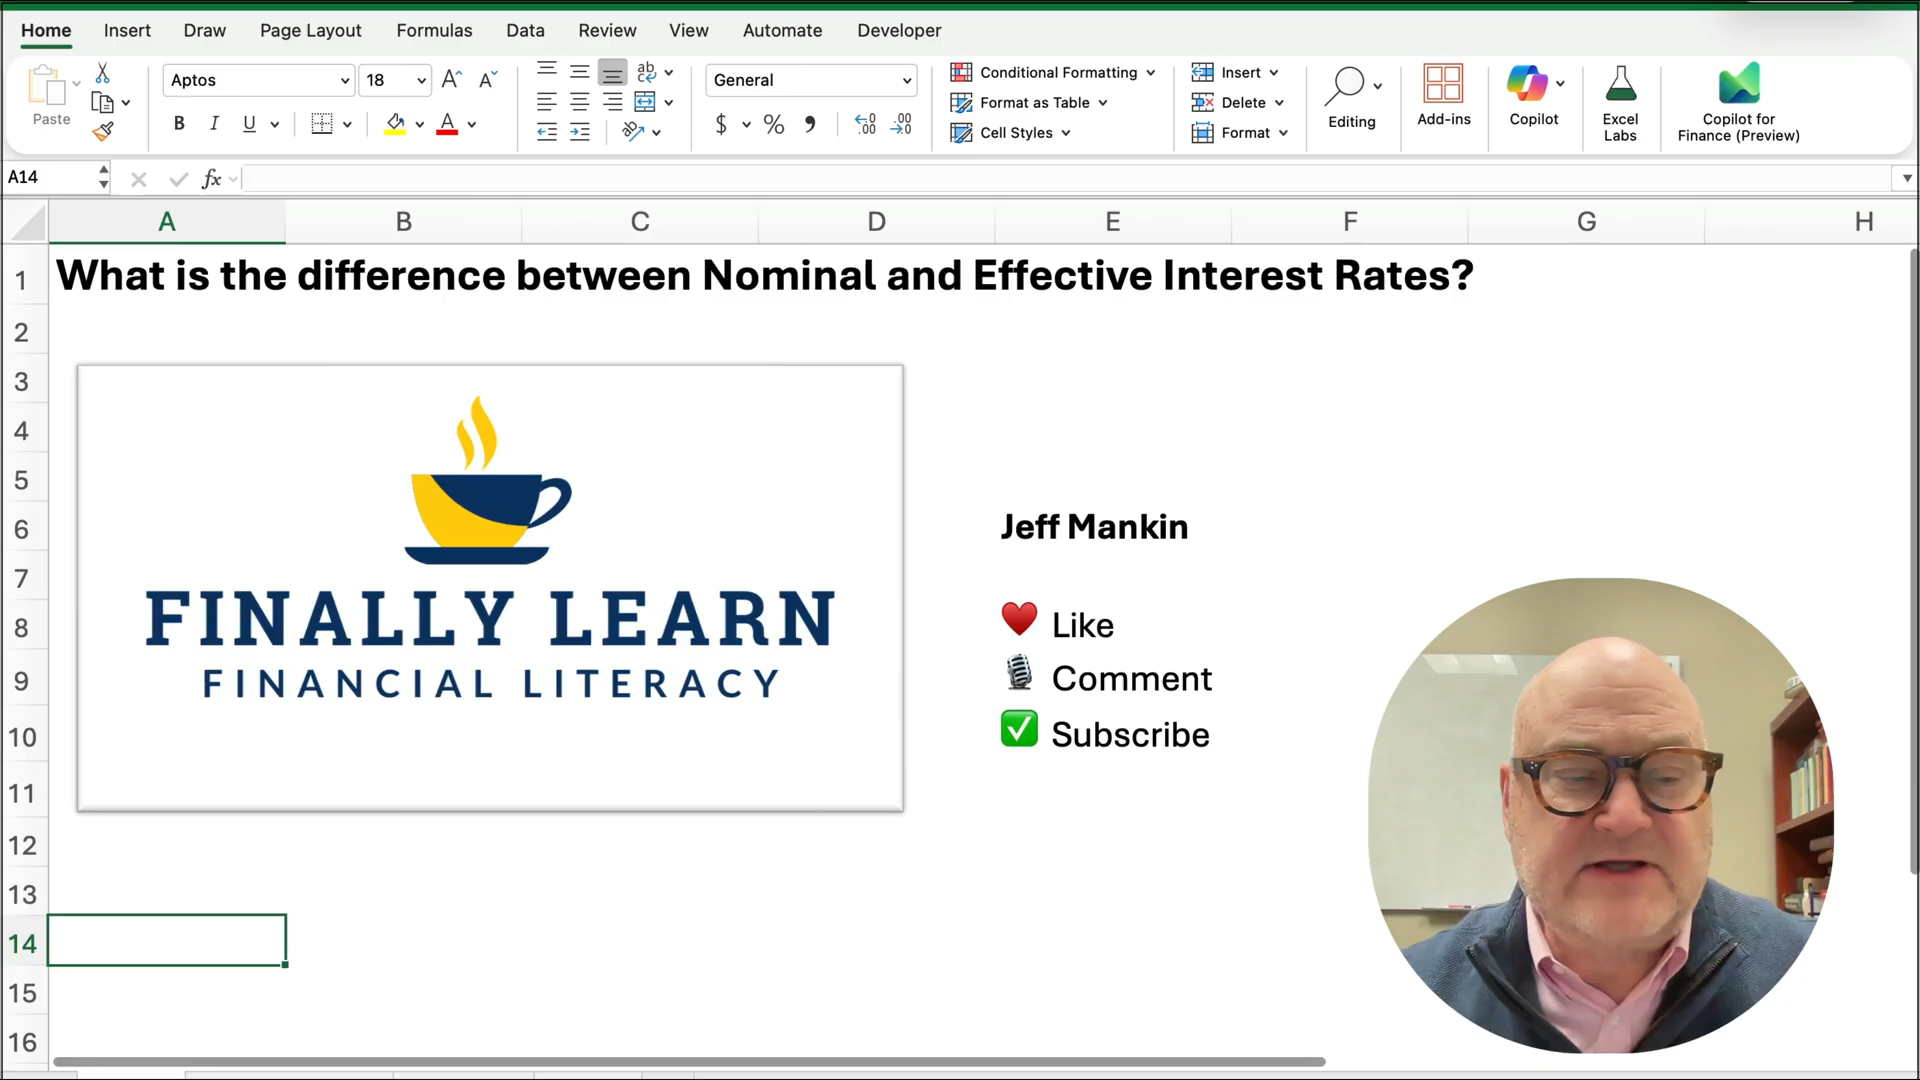 Home Insert Draw Page Layout Formulas Data Review View Automate Developer
Paste
Aptos 18
B I U A
ab
General
$ % 9
Conditional Formatting
Format as Table
Cell Styles
Insert
Delete
Format
Editing
Add-ins
Copilot
Excel Labs
Copilot for Finance (Preview)
A14 fx
A B C D E F G H
1 What is the difference between Nominal and Effective Interest Rates?
2
3
4
5
6
7
8
9
10
11
12
13
14
15
16
FINALLY LEARN
FINANCIAL LITERACY
Jeff Mankin
Like
Comment
Subscribe